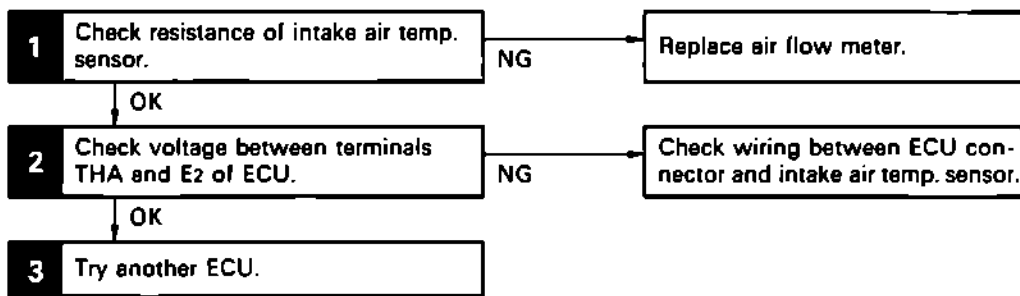 1
Check resistance of intake air temp.
sensor.
NG
Replace air flow meter.
OK
2
Check voltage between terminals
THA and E2 of ECU.
NG
Check wiring between ECU con-
nector and intake air temp. sensor.
OK
3
Try another ECU.